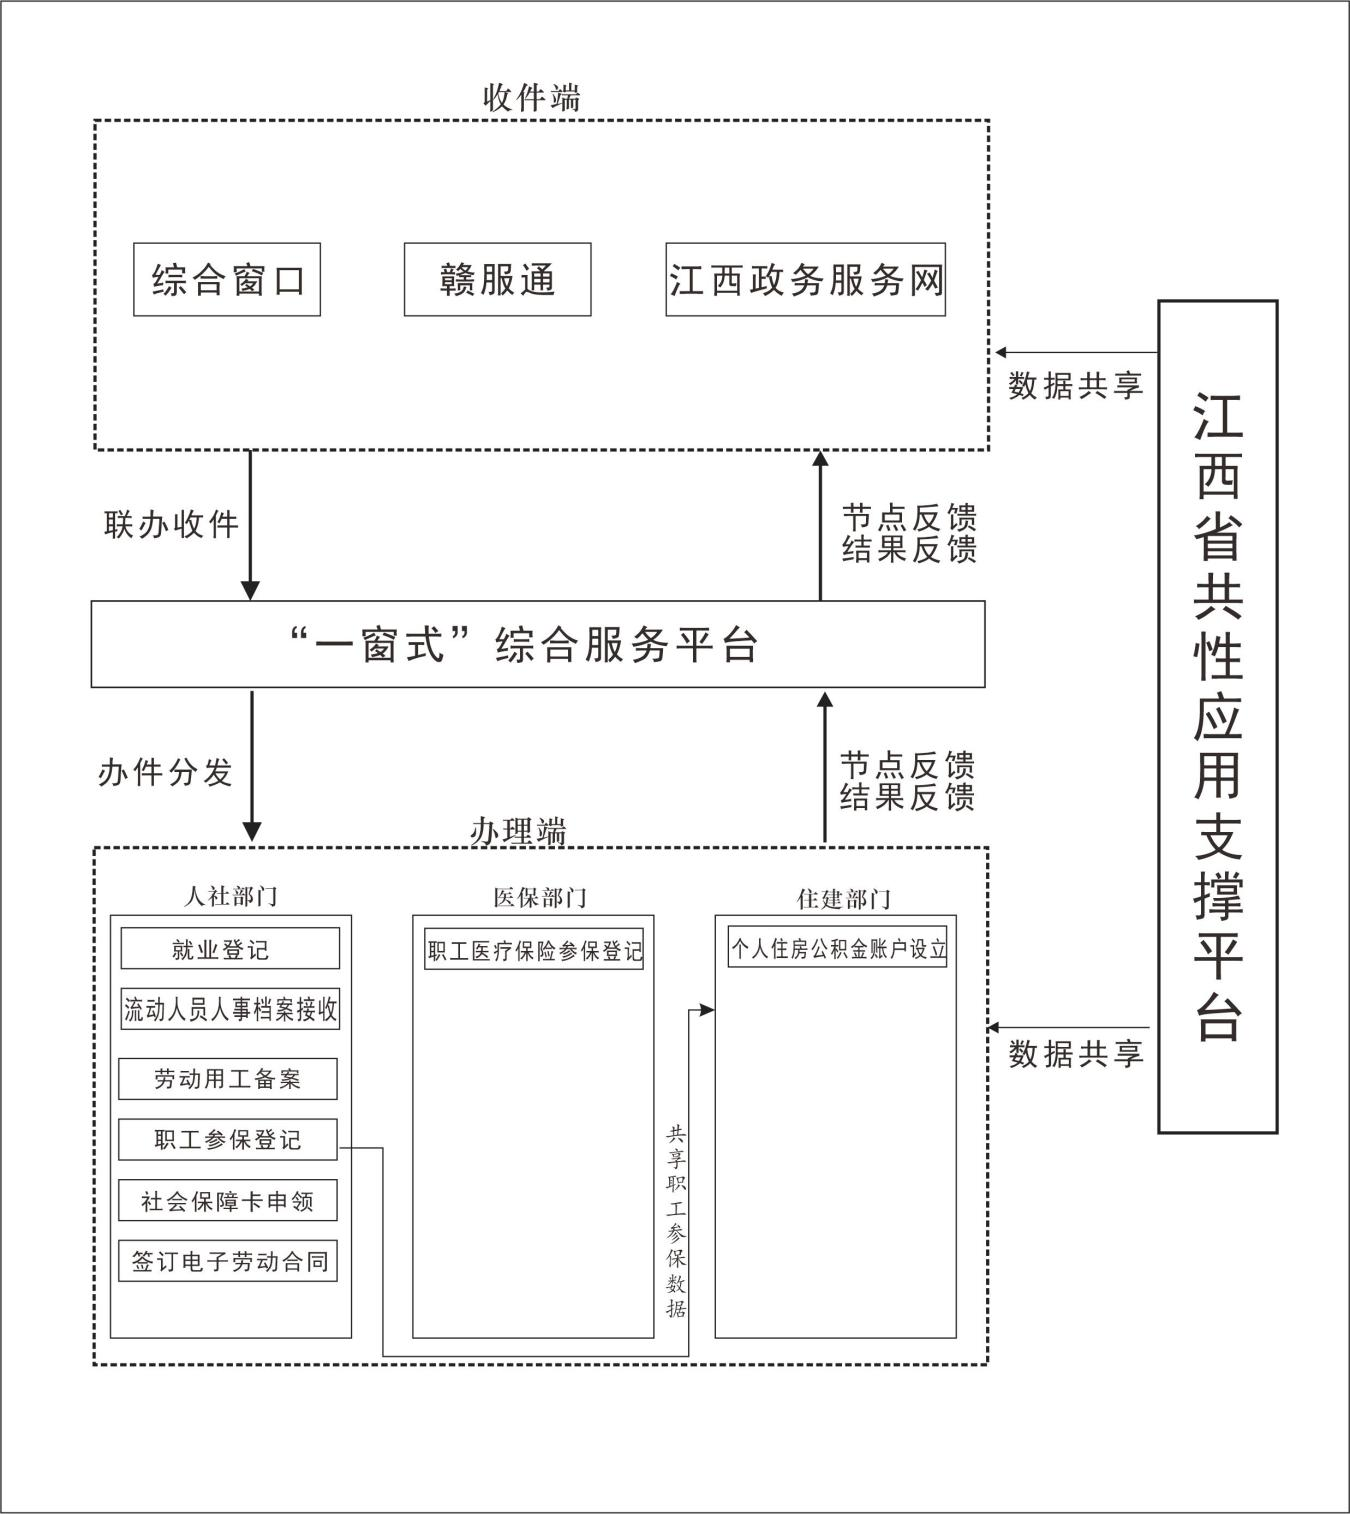 收件端
综合窗口
赣服通
江西政务服务网
数据共享
江西省共性应用支撑平台
联办收件
节点反馈
结果反馈
“一窗式”综合服务平台
办件分发
节点反馈
结果反馈
办理端
人社部门
就业登记
流动人员人事档案接收
劳动用工备案
职工参保登记
社会保障卡申领
签订电子劳动合同
医保部门
职工医疗保险参保登记
共享职工参保数据
住建部门
个人住房公积金账户设立
数据共享